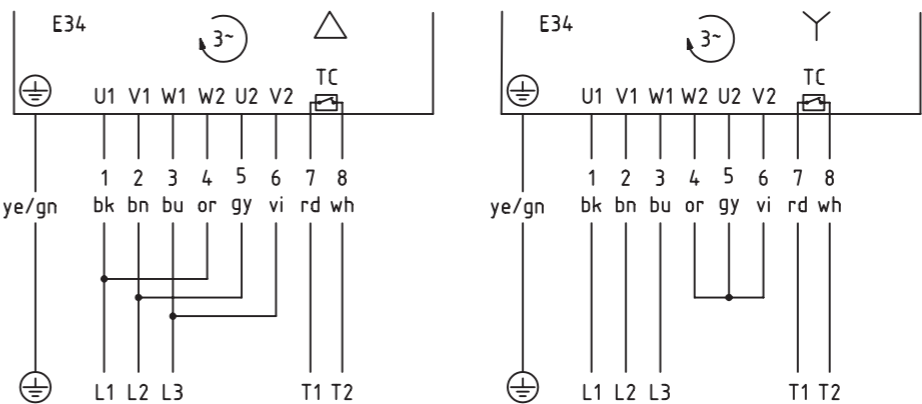 E34 3~ E34 3~
TC TC
U1 V1 W1 W2 U2 V2 U1 V1 W1 W2 U2 V2
1 2 3 4 5 6 7 8 1 2 3 4 5 6 7 8
ye/gn bk bn bu or gy vi rd wh ye/gn bk bn bu or gy vi rd wh
L1 L2 L3 T1 T2 L1 L2 L3 T1 T2